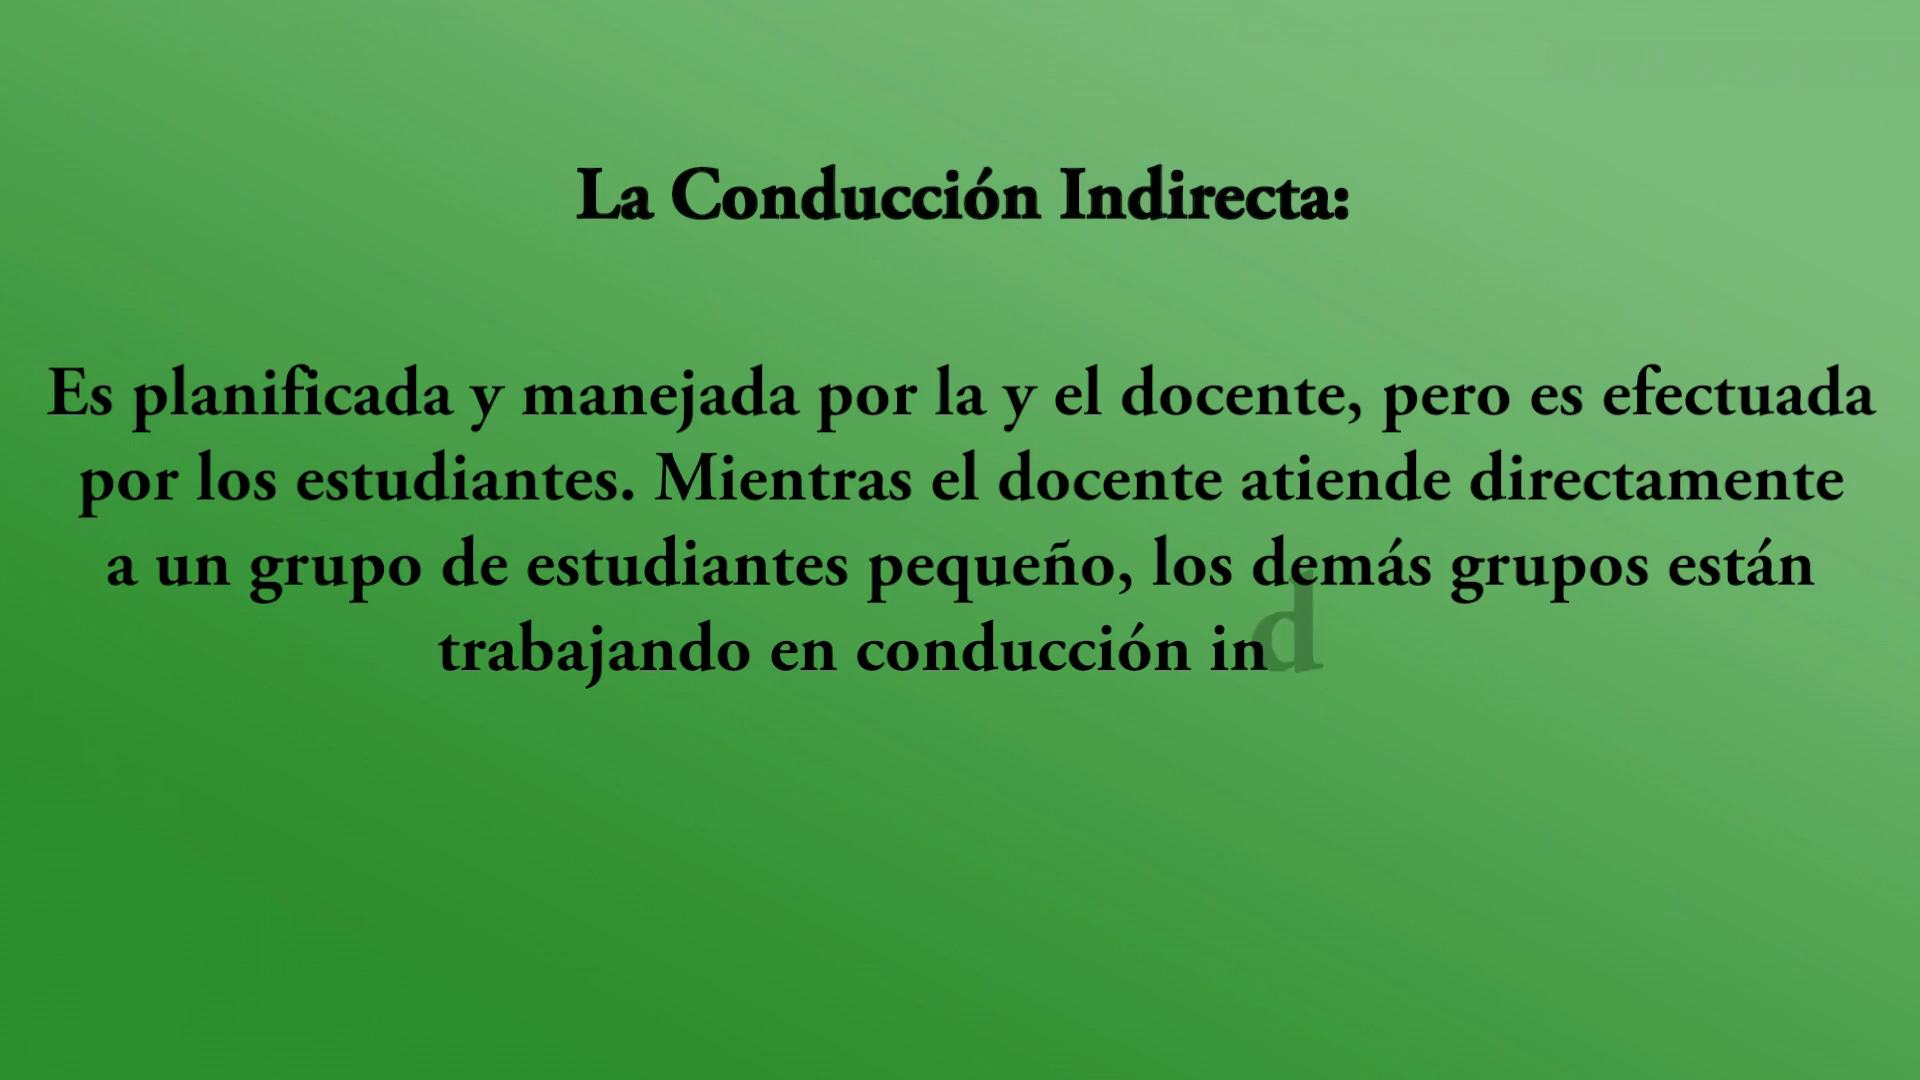 La Conducción Indirecta:
Es planificada y manejada por la y el docente, pero es efectuada
por los estudiantes. Mientras el docente atiende directamente
a un grupo de estudiantes pequeño, los demás grupos están
trabajando en conducción ind